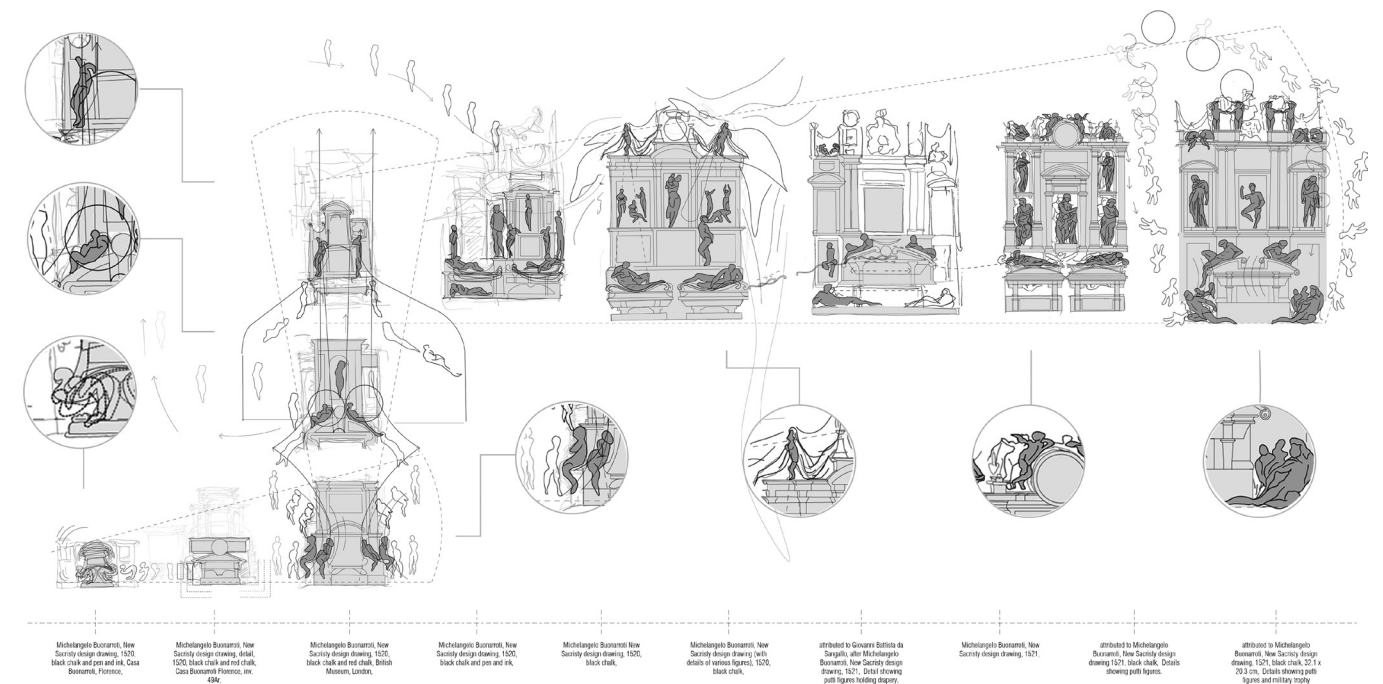 Michelangelo Buonarroti, New
Sacristy design drawing, 1520,
black chalk and pen and ink, Casa
Buonarroti, Florence,
Michelangelo Buonarroti, New
Sacristy design drawing, detail,
1520, black chalk and red chalk,
Casa Buonarroti Florence, inv.
49Ar.
Michelangelo Buonarroti, New
Sacristy design drawing, 1520,
black chalk and red chalk, British
Museum, London,
Michelangelo Buonarroti, New
Sacristy design drawing, 1520,
black chalk and pen and ink,
Michelangelo Buonarroti New
Sacristy design drawing, 1520,
black chalk,
Michelangelo Buonarroti, New
Sacristy design drawing (with
details of various figures), 1520,
black chalk,
attributed to Giovanni Battista da
Sangallo, after Michelangelo
Buonarroti, New Sacristy design
drawing, 1521, Detail showing
putti figures holding drapery.
Michelangelo Buonarroti, New
Sacristy design drawing, 1521.
attributed to Michelangelo
Buonarroti, New Sacristy design
drawing 1521, black chalk, Details
showing putti figures.
attributed to Michelangelo
Buonarroti, New Sacristy design
drawing, 1521, black chalk, 32.1 x
20.3 cm, Details showing putti
figures and military trophy